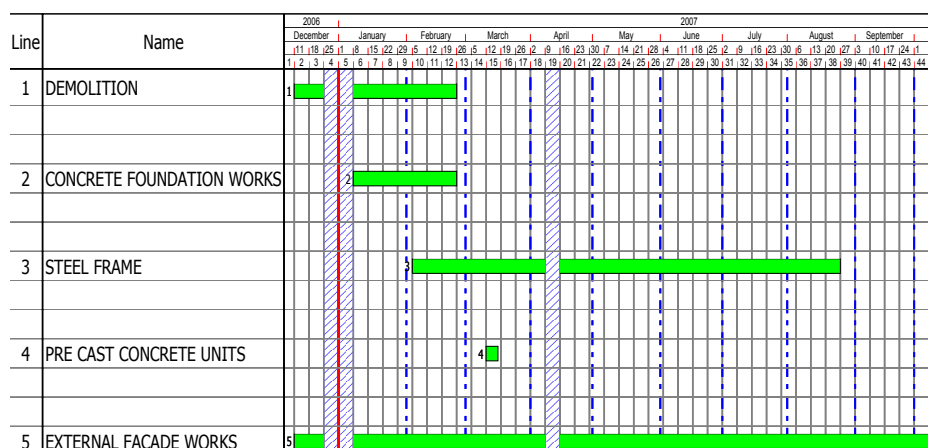 2006 2007
December January February March April May June July August September
Line Name
11 18 25 1 8 15 22 29 5 12 19 26 5 12 19 26 2 9 16 23 30 7 14 21 28 4 11 18 25 2 9 16 23 30 6 13 20 27 3 10 17 24 1
1 2 3 4 5 6 7 8 9 10 11 12 13 14 15 16 17 18 19 20 21 22 23 24 25 26 27 28 29 30 31 32 33 34 35 36 37 38 39 40 41 42 43 44
1 DEMOLITION 1
2 CONCRETE FOUNDATION WORKS 2
3 STEEL FRAME 3
4 PRE CAST CONCRETE UNITS 4
5 EXTERNAL FACADE WORKS 5